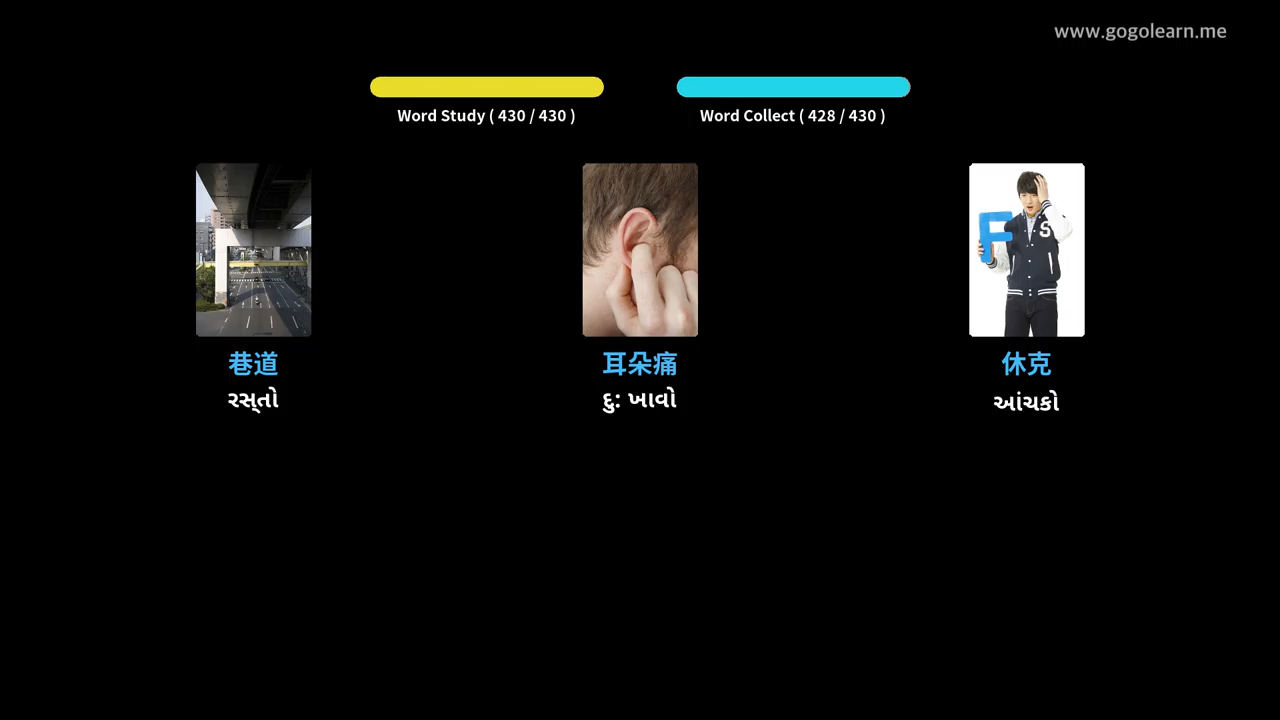 www.gogolearn.me
Word Study ( 430 / 430 )
Word Collect ( 428 / 430 )
S
F
巷道
耳朵痛
休克
રસ્તો
દુ: ખાવો
આંચકો